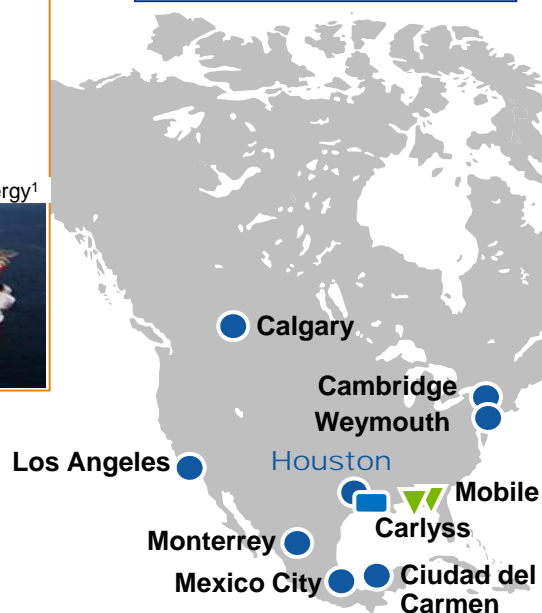 ergy¹
Calgary
Cambridge
Weymouth
Los Angeles
Houston
Mobile
Carlyss
Monterrey
Mexico City
Ciudad del
Carmen